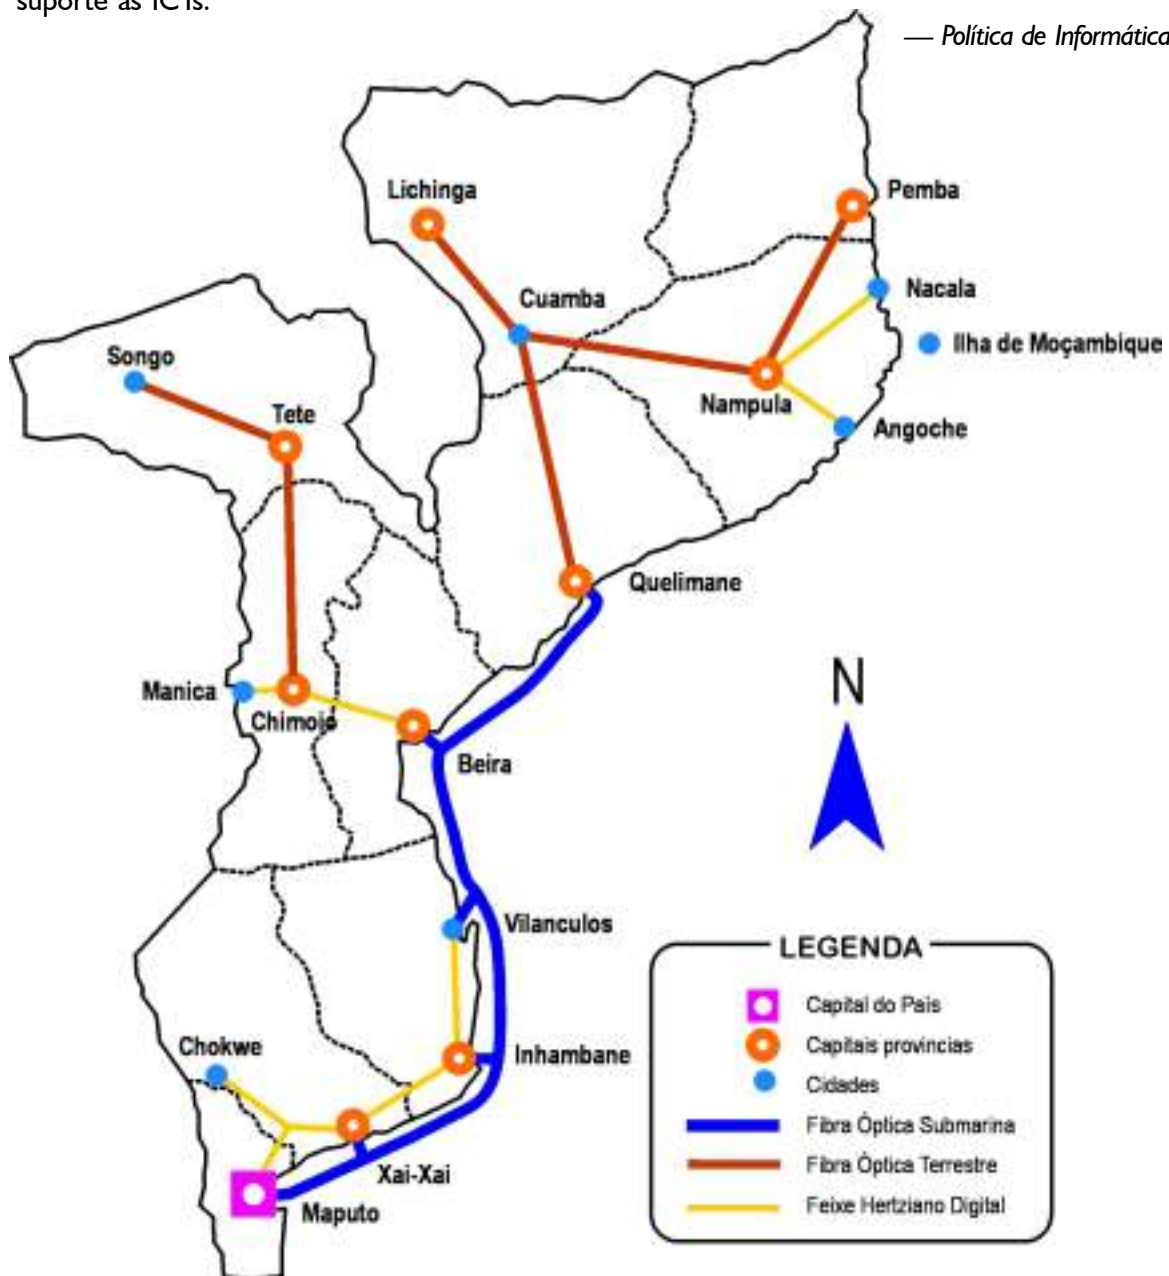 suporte às ICTs.
— Política de Informática
Lichinga
Pemba
Cuamba
Nacala
Ilha de Moçambique
Songo
Tete
Nampula
Angoche
Quelimane
N
Manica
Chimoio
Beira
Vilanculos
LEGENDA
Capital do País
Chokwe
Inhambane
Capitais provincias
Cidades
Fibra Óptica Submarina
Fibra Óptica Terrestre
Xai-Xai
Maputo
Feixe Hertziano Digital